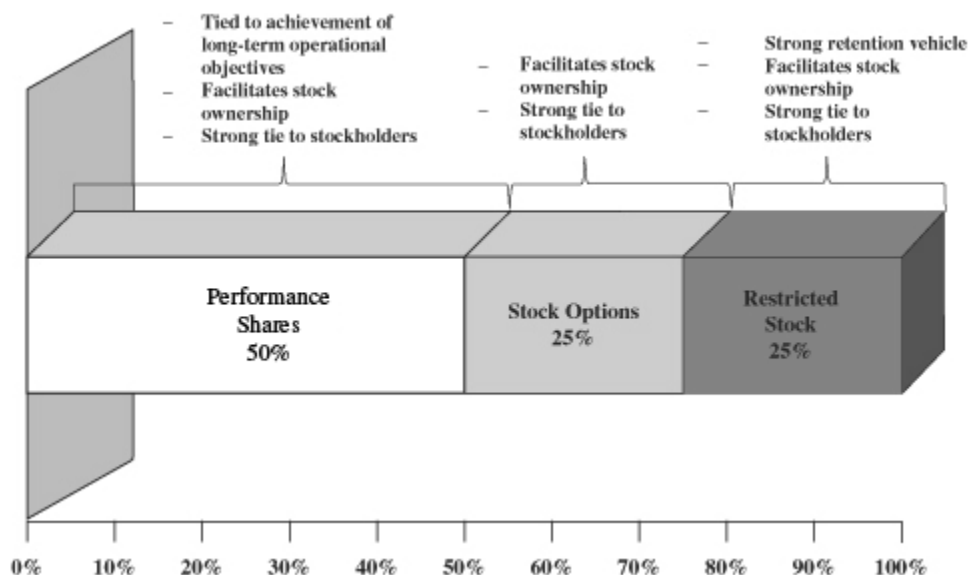 – Tied to achievement of
long-term operational
objectives
– Facilitates stock
ownership
– Strong tie to stockholders
– Facilitates stock
ownership
– Strong tie to
stockholders
– Strong retention vehicle
– Facilitates stock
ownership
– Strong tie to
stockholders
Performance
Shares
50%
Stock Options
25%
Restricted
Stock
25%
0% 10% 20% 30% 40% 50% 60% 70% 80% 90% 100%